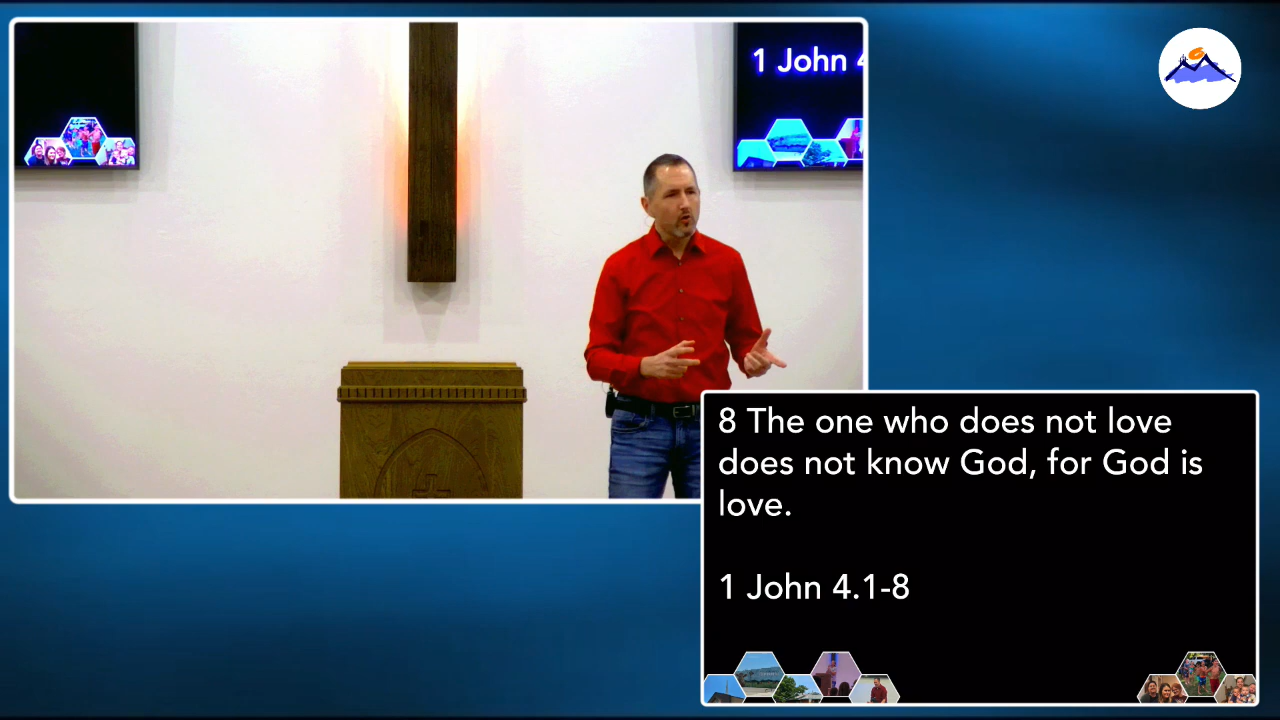 1 John 4
8 The one who does not love
does not know God, for God is
love.
1 John 4.1-8